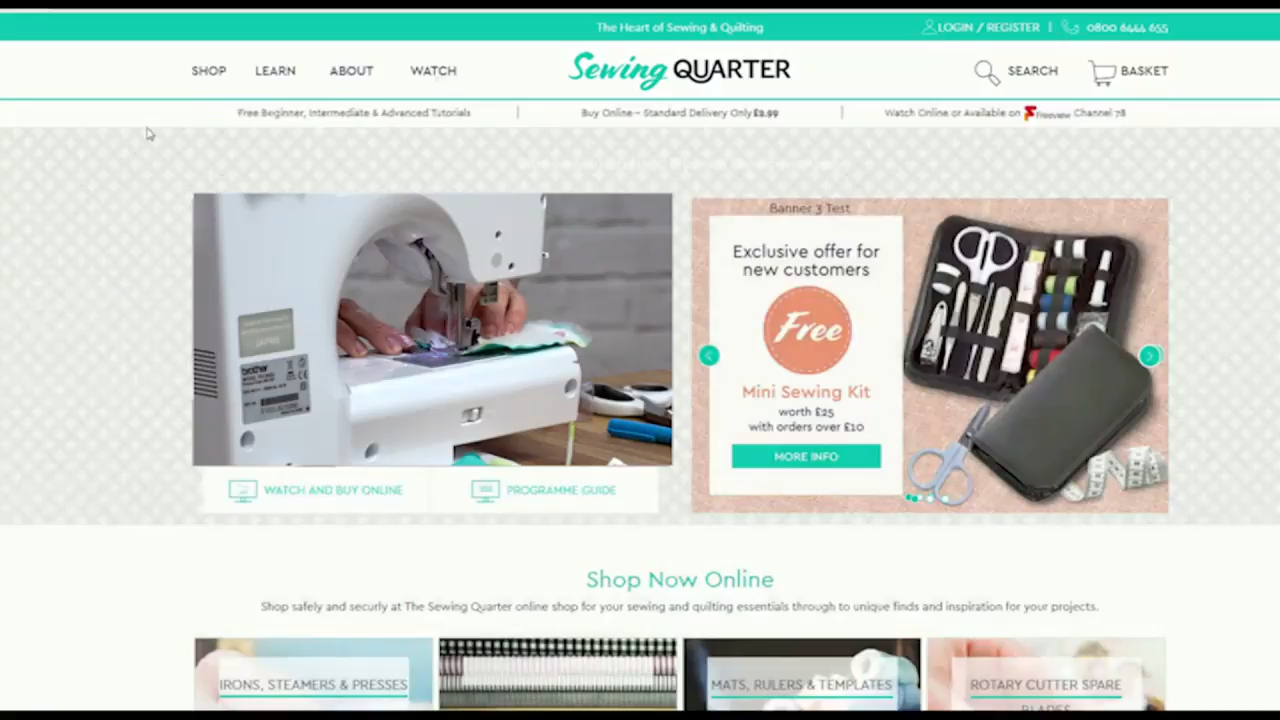 The Heart of Sewing & Quilting
LOGIN / REGISTER | 0800 6444 655
SHOP LEARN ABOUT WATCH
Sewing QUARTER
SEARCH BASKET
Free Beginner, Intermediate & Advanced Tutorials | Buy Online – Standard Delivery Only £2.99 | Watch Online or Available on Freeview Channel 78
brother
Banner 3 Test
Exclusive offer for
new customers
Free
Mini Sewing Kit
worth £25
with orders over £10
MORE INFO
WATCH AND BUY ONLINE
PROGRAMME GUIDE
Shop Now Online
Shop safely and securly at The Sewing Quarter online shop for your sewing and quilting essentials through to unique finds and inspiration for your projects.
IRONS, STEAMERS & PRESSES
MATS, RULERS & TEMPLATES
ROTARY CUTTER SPARE
BLADES